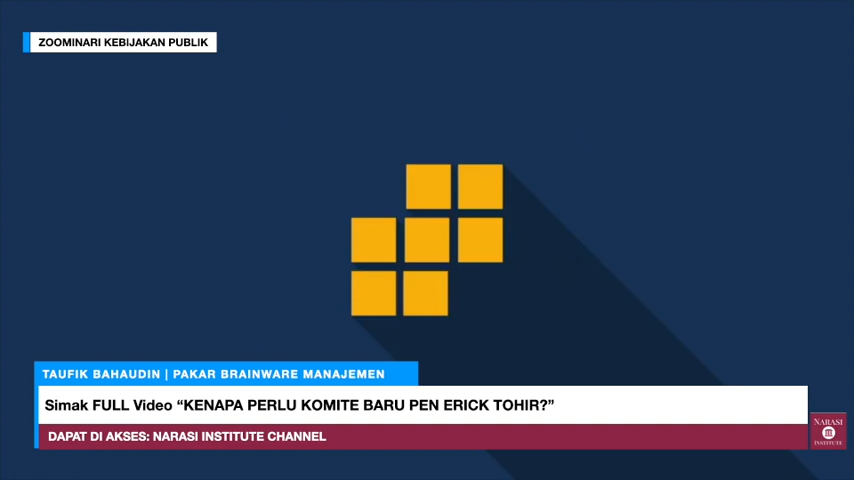 ZOOMINARI KEBIJAKAN PUBLIK
TAUFIK BAHAUDIN | PAKAR BRAINWARE MANAJEMEN
Simak FULL Video “KENAPA PERLU KOMITE BARU PEN ERICK TOHIR?”
DAPAT DI AKSES: NARASI INSTITUTE CHANNEL
NARASI
INSTITUTE